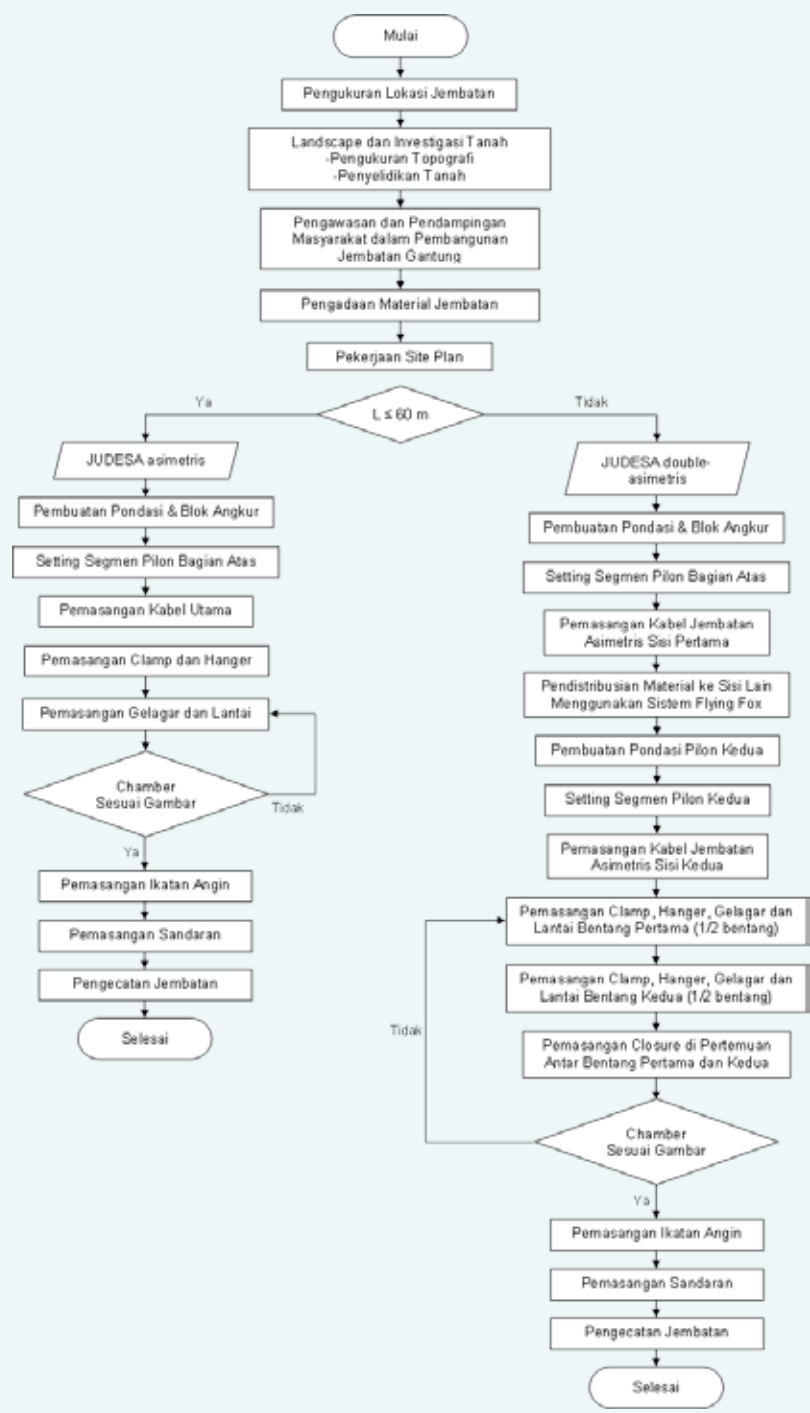 Mulai
Pengukuran Lokasi Jembatan
Landscape dan Investigasi Tanah
-Pengukuran Topografi
-Penyelidikan Tanah
Pengawasan dan Pendampingan
Masyarakat dalam Pembangunan
Jembatan Gantung
Pengadaan Material Jembatan
Pekerjaan Site Plan
L ≤ 60 m
Ya
JUDESA asimetris
Pembuatan Pondasi & Blok Angkur
Setting Segmen Pilon Bagian Atas
Pemasangan Kabel Utama
Pemasangan Clamp dan Hanger
Pemasangan Gelagar dan Lantai
Chamber
Sesuai Gambar
Tidak
Ya
Pemasangan Ikatan Angin
Pemasangan Sandaran
Pengecatan Jembatan
Selesai
Tidak
JUDESA double-
asimetris
Pembuatan Pondasi & Blok Angkur
Setting Segmen Pilon Bagian Atas
Pemasangan Kabel Jembatan
Asimetris Sisi Pertama
Pendistribusian Material ke Sisi Lain
Menggunakan Sistem Flying Fox
Pembuatan Pondasi Pilon Kedua
Setting Segmen Pilon Kedua
Pemasangan Kabel Jembatan
Asimetris Sisi Kedua
Pemasangan Clamp, Hanger, Gelagar dan
Lantai Bentang Pertama (1/2 bentang)
Pemasangan Clamp, Hanger, Gelagar dan
Lantai Bentang Kedua (1/2 bentang)
Pemasangan Closure di Pertemuan
Antar Bentang Pertama dan Kedua
Chamber
Sesuai Gambar
Tidak
Ya
Pemasangan Ikatan Angin
Pemasangan Sandaran
Pengecatan Jembatan
Selesai